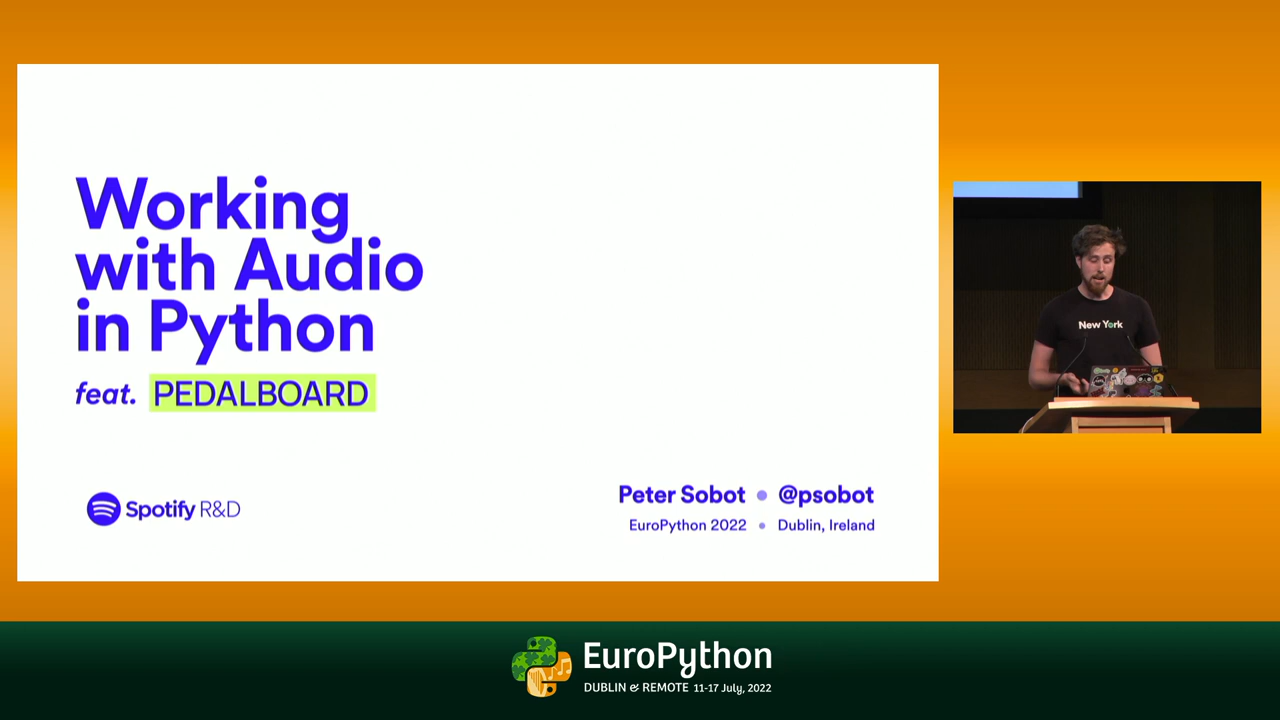 Working
with Audio
in Python
feat. PEDALBOARD
Spotify R&D
Peter Sobot • @psobot
EuroPython 2022 • Dublin, Ireland
New York
EuroPython
DUBLIN & REMOTE 11-17 July, 2022